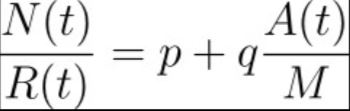 N(t)/R(t) = p + q A(t)/M